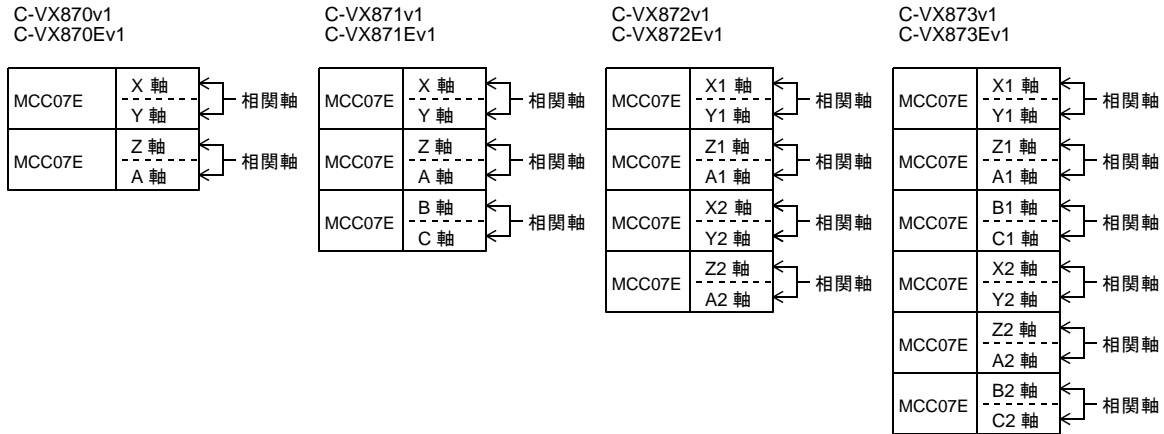 C-VX870v1
C-VX870Ev1
MCC07E
X 軸
Y 軸
相関軸
MCC07E
Z 軸
A 軸
相関軸
C-VX871v1
C-VX871Ev1
MCC07E
X 軸
Y 軸
相関軸
MCC07E
Z 軸
A 軸
相関軸
MCC07E
B 軸
C 軸
相関軸
C-VX872v1
C-VX872Ev1
MCC07E
X1 軸
Y1 軸
相関軸
MCC07E
Z1 軸
A1 軸
相関軸
MCC07E
X2 軸
Y2 軸
相関軸
MCC07E
Z2 軸
A2 軸
相関軸
C-VX873v1
C-VX873Ev1
MCC07E
X1 軸
Y1 軸
相関軸
MCC07E
Z1 軸
A1 軸
相関軸
MCC07E
B1 軸
C1 軸
相関軸
MCC07E
X2 軸
Y2 軸
相関軸
MCC07E
Z2 軸
A2 軸
相関軸
MCC07E
B2 軸
C2 軸
相関軸